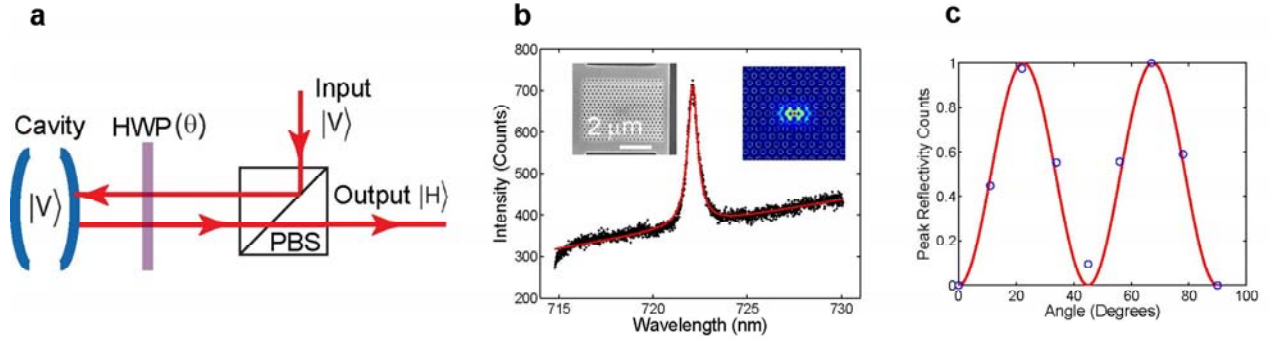 a
Input
|V⟩
Cavity
HWP(θ)
|V⟩
Output |H⟩
PBS
b
Intensity (Counts)
800
700
600
500
400
300
200
2 μm
715
720
725
730
Wavelength (nm)
c
Peak Reflectivity Counts
1
0.8
0.6
0.4
0.2
0
0
20
40
60
80
100
Angle (Degrees)